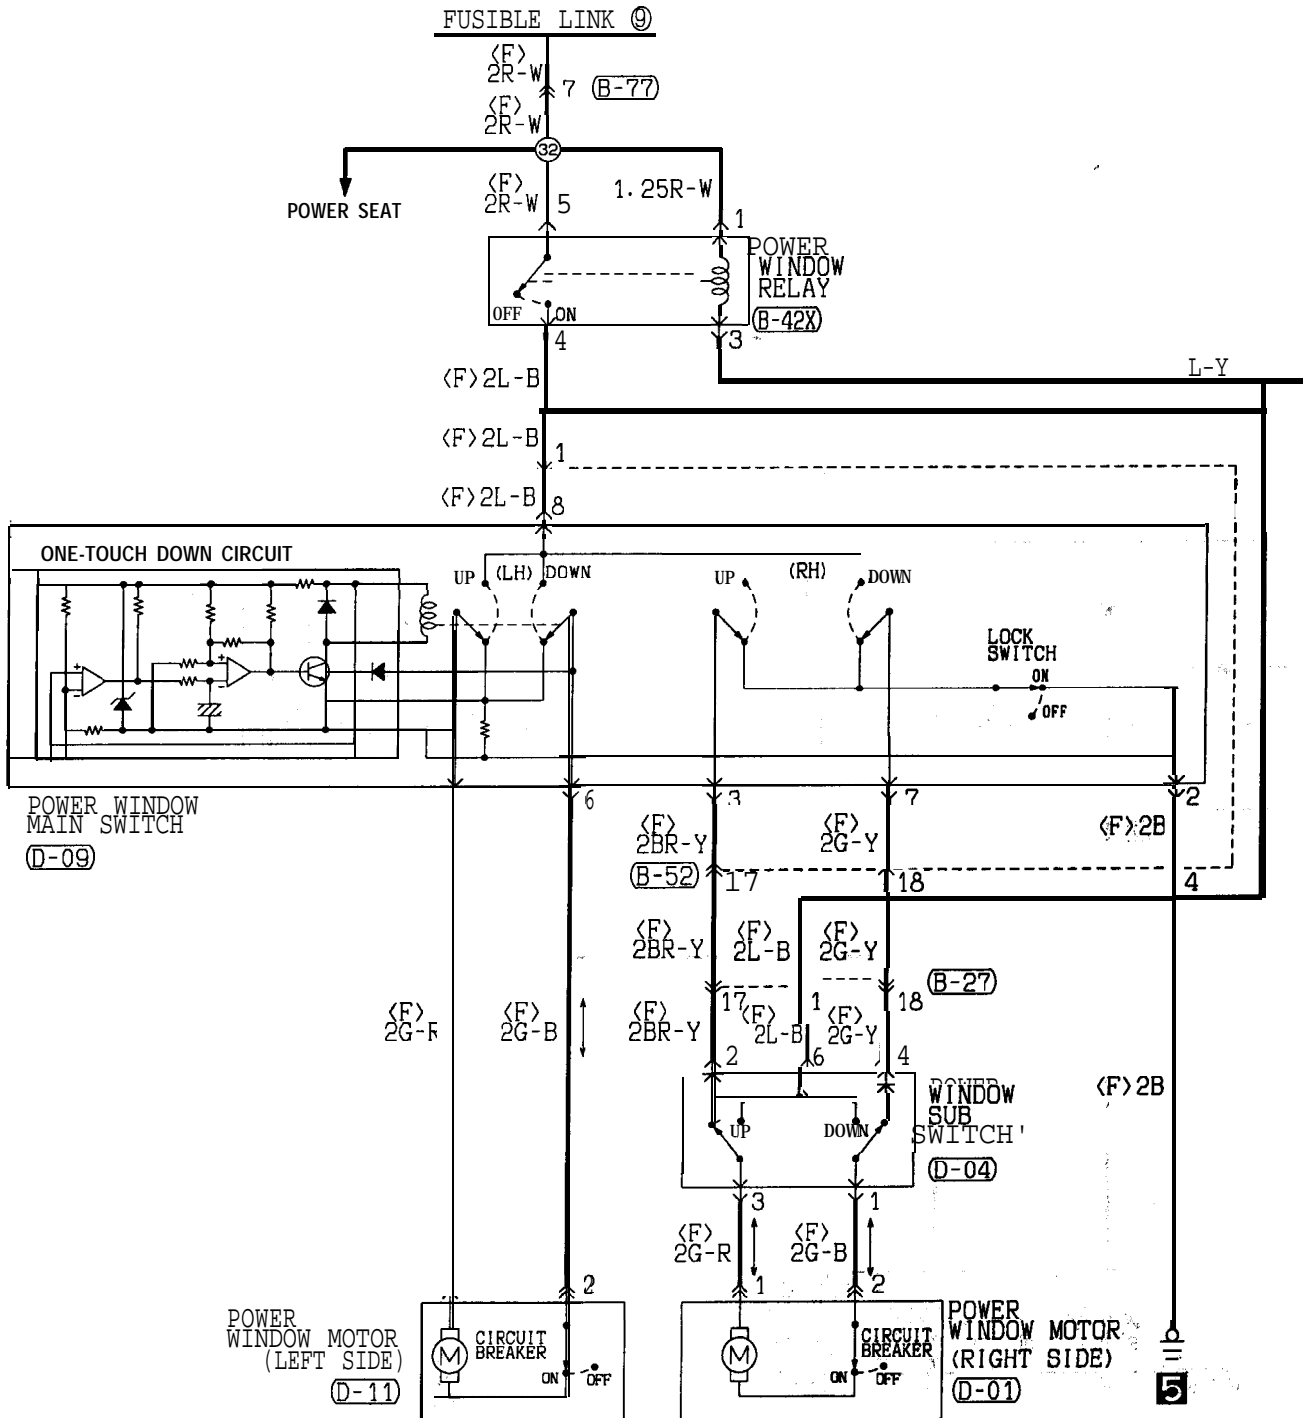 FUSIBLE LINK ⑨
〈F〉
2R-W
7
B-77
〈F〉
2R-W
32
POWER SEAT
〈F〉
2R-W
5
1.25R-W
1
POWER
WINDOW
RELAY
B-42X
OFF
ON
4
3
〈F〉2L-B
L-Y
〈F〉2L-B
1
〈F〉2L-B
8
ONE-TOUCH DOWN CIRCUIT
UP
(LH)
DOWN
UP
(RH)
DOWN
LOCK
SWITCH
ON
OFF
+
-
+
-
POWER WINDOW
MAIN SWITCH
D-09
6
3
7
2
〈F〉
2BR-Y
〈F〉
2G-Y
〈F〉2B
B-52
17
18
4
〈F〉
2BR-Y
〈F〉
2L-B
〈F〉
2G-Y
B-27
17
1
18
〈F〉
2G-R
〈F〉
2G-B
〈F〉
2BR-Y
〈F〉
2L-B
〈F〉
2G-Y
2
6
4
POWER
WINDOW
SUB
SWITCH'
D-04
UP
DOWN
〈F〉2B
3
1
〈F〉
2G-R
〈F〉
2G-B
2
1
2
POWER
WINDOW MOTOR
(LEFT SIDE)
D-11
M
CIRCUIT
BREAKER
ON
OFF
M
CIRCUIT
BREAKER
ON
OFF
POWER
WINDOW MOTOR
(RIGHT SIDE)
D-01
5